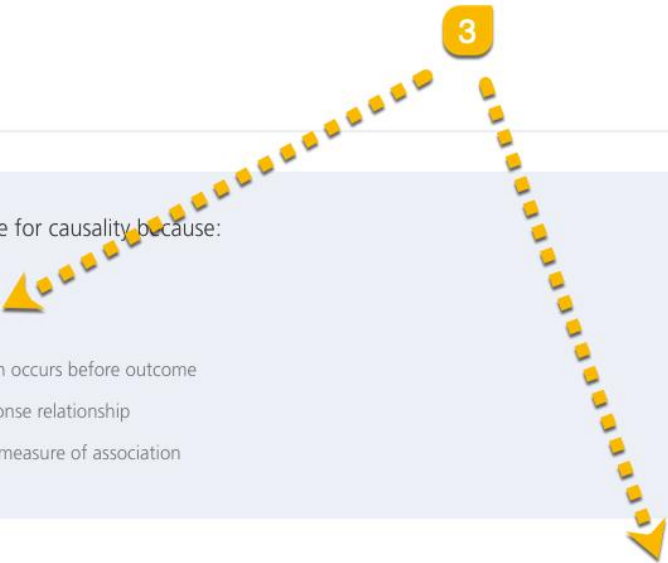 3
e for causality because:
n occurs before outcome
onse relationship
measure of association